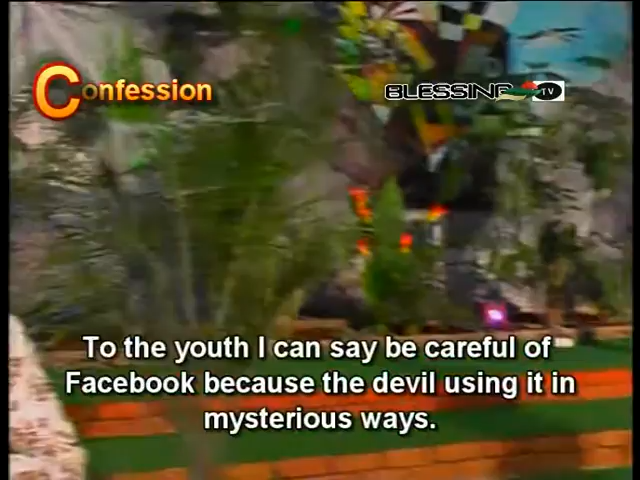 Confession
BLESSING TV
To the youth I can say be careful of
Facebook because the devil using it in
mysterious ways.